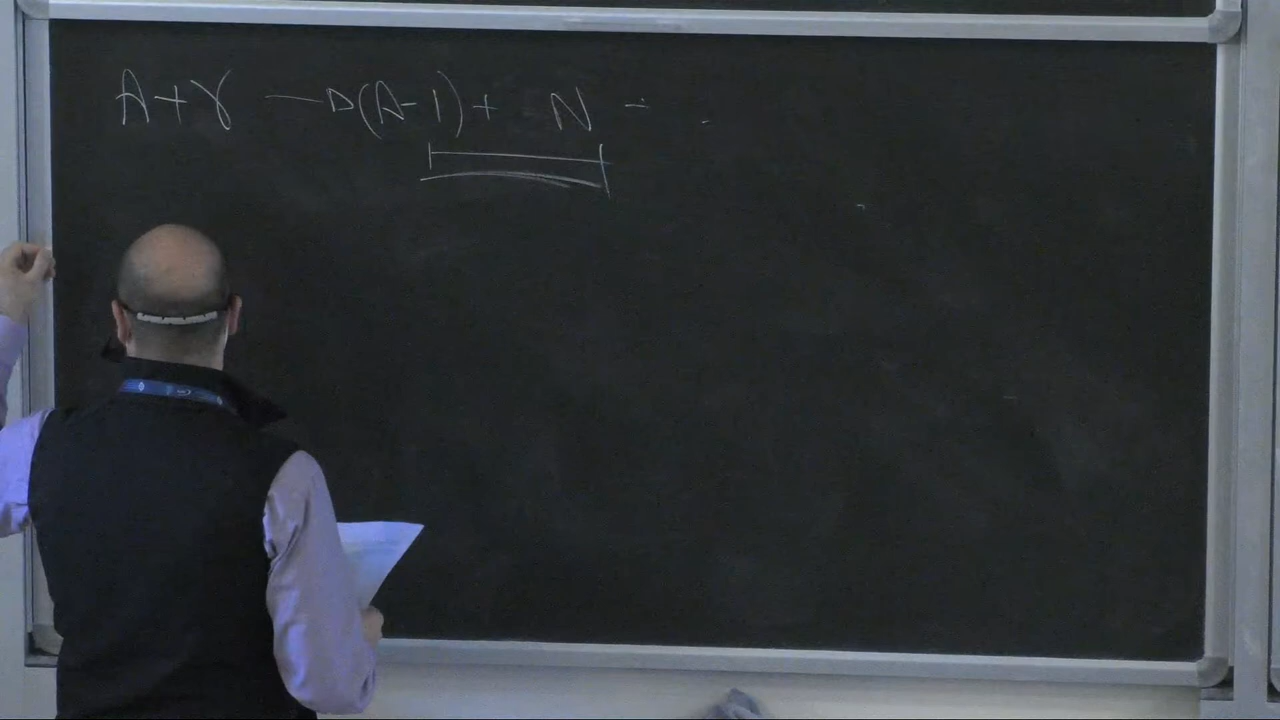 A + γ → (A-1) + N